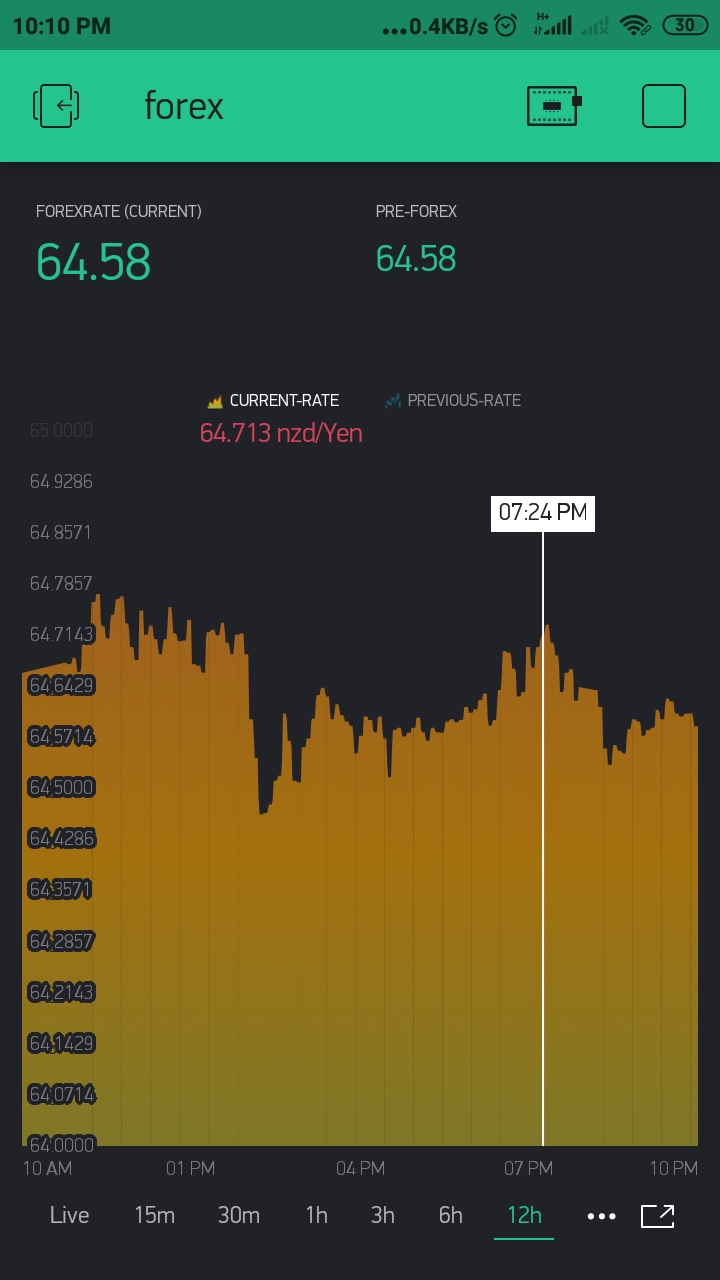 10:10 PM ...0.4KB/s H+ 30
forex
FOREXRATE (CURRENT) PRE-FOREX
64.58 64.58
CURRENT-RATE PREVIOUS-RATE
65.0000 64.713 nzd/Yen
64.9286
07:24 PM
64.8571
64.7857
64.7143
64.6429
64.5714
64.5000
64.4286
64.3571
64.2857
64.2143
64.1429
64.0714
64.0000
10 AM 01 PM 04 PM 07 PM 10 PM
Live 15m 30m 1h 3h 6h 12h •••